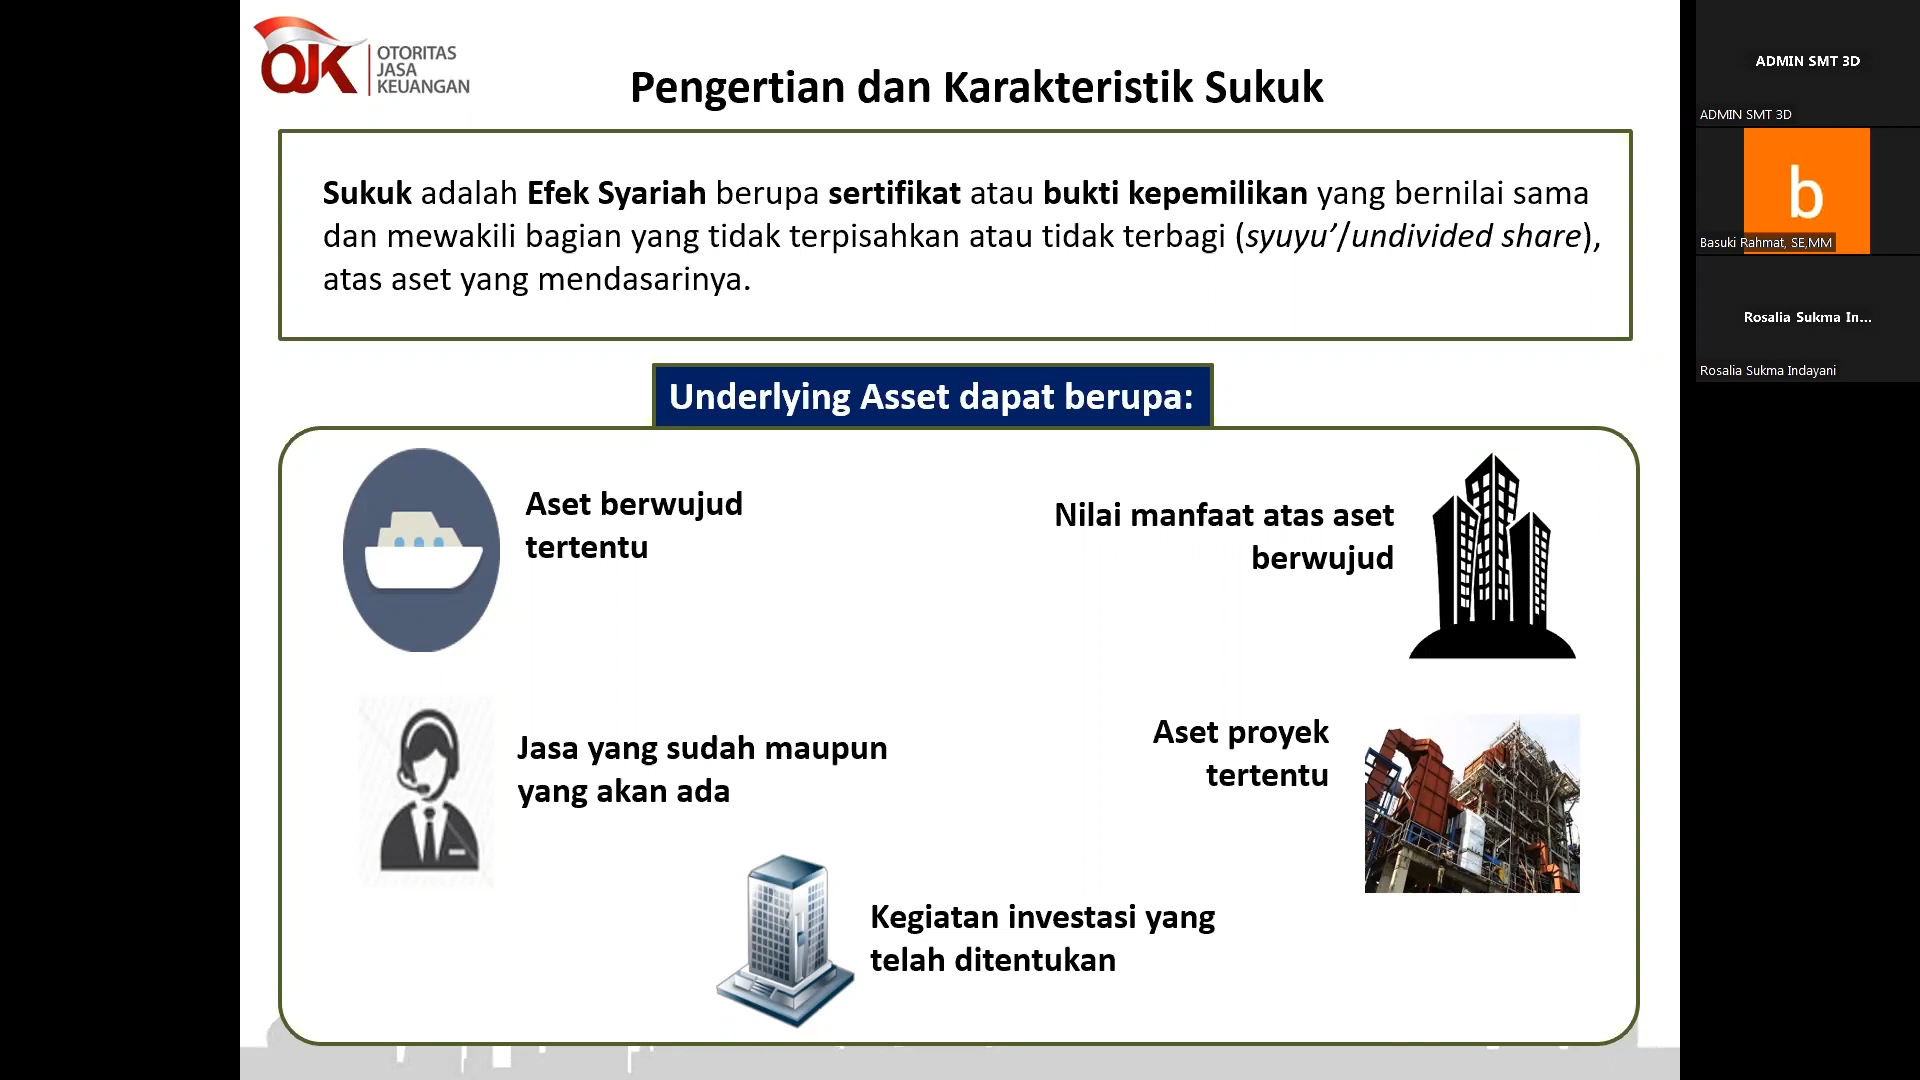 OJK
OTORITAS
JASA
KEUANGAN
Pengertian dan Karakteristik Sukuk
Sukuk adalah Efek Syariah berupa sertifikat atau bukti kepemilikan yang bernilai sama
dan mewakili bagian yang tidak terpisahkan atau tidak terbagi (syuyu’/undivided share),
atas aset yang mendasarinya.
Underlying Asset dapat berupa:
Aset berwujud
tertentu
Nilai manfaat atas aset
berwujud
Jasa yang sudah maupun
yang akan ada
Aset proyek
tertentu
Kegiatan investasi yang
telah ditentukan
ADMIN SMT 3D
ADMIN SMT 3D
b
Basuki Rahmat, SE,MM
Rosalia Sukma In...
Rosalia Sukma Indayani